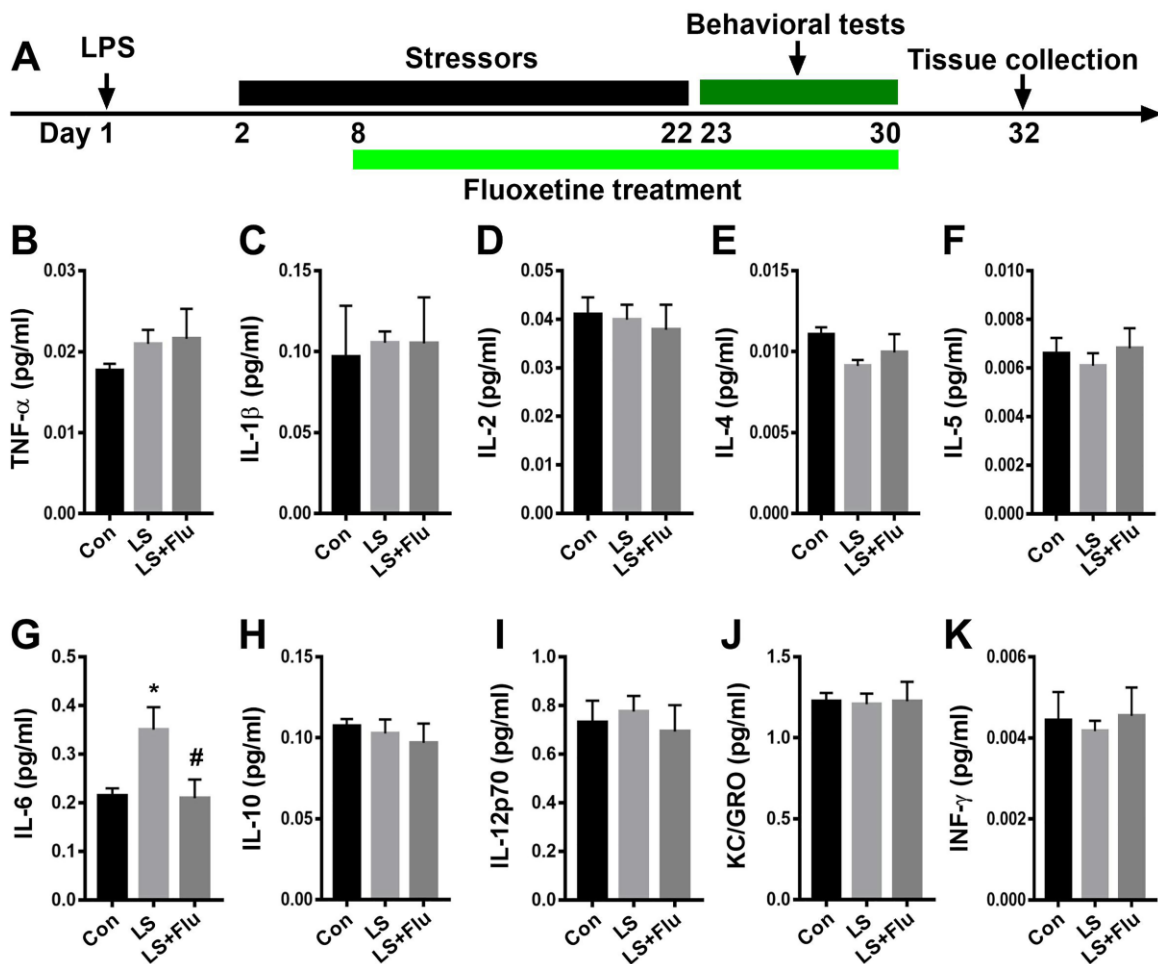 A
LPS
Stressors
Behavioral tests
Tissue collection
Day 1
2
8
22
23
30
32
Fluoxetine treatment
B
TNF-α (pg/ml)
0.03
0.02
0.01
0.00
Con
LS
LS+Flu
C
IL-1β (pg/ml)
0.15
0.10
0.05
0.00
Con
LS
LS+Flu
D
IL-2 (pg/ml)
0.05
0.04
0.03
0.02
0.01
0.00
Con
LS
LS+Flu
E
IL-4 (pg/ml)
0.015
0.010
0.005
0.000
Con
LS
LS+Flu
F
IL-5 (pg/ml)
0.010
0.008
0.006
0.004
0.002
0.000
Con
LS
LS+Flu
G
IL-6 (pg/ml)
0.5
0.4
0.3
0.2
0.1
0.0
*
#
Con
LS
LS+Flu
H
IL-10 (pg/ml)
0.15
0.10
0.05
0.00
Con
LS
LS+Flu
I
IL-12p70 (pg/ml)
1.0
0.8
0.6
0.4
0.2
0.0
Con
LS
LS+Flu
J
KC/GRO (pg/ml)
1.5
1.0
0.5
0.0
Con
LS
LS+Flu
K
INF-γ (pg/ml)
0.006
0.004
0.002
0.000
Con
LS
LS+Flu